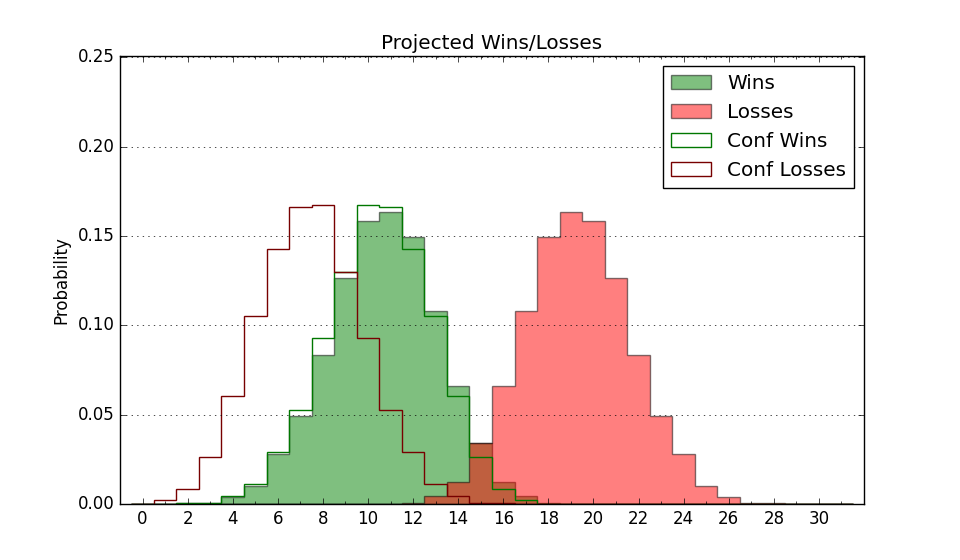 Projected Wins/Losses
0.25
0.20
0.15
0.10
0.05
0.00
Probability
Wins
Losses
Conf Wins
Conf Losses
0 2 4 6 8 10 12 14 16 18 20 22 24 26 28 30